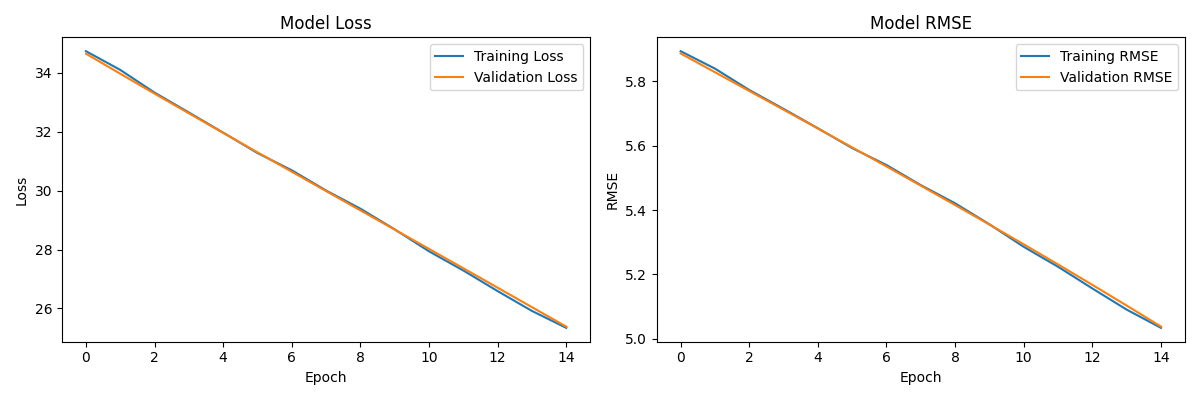 Model Loss
Training Loss
Validation Loss
34
32
30
28
26
Loss
0 2 4 6 8 10 12 14
Epoch
Model RMSE
Training RMSE
Validation RMSE
5.8
5.6
5.4
5.2
5.0
RMSE
0 2 4 6 8 10 12 14
Epoch